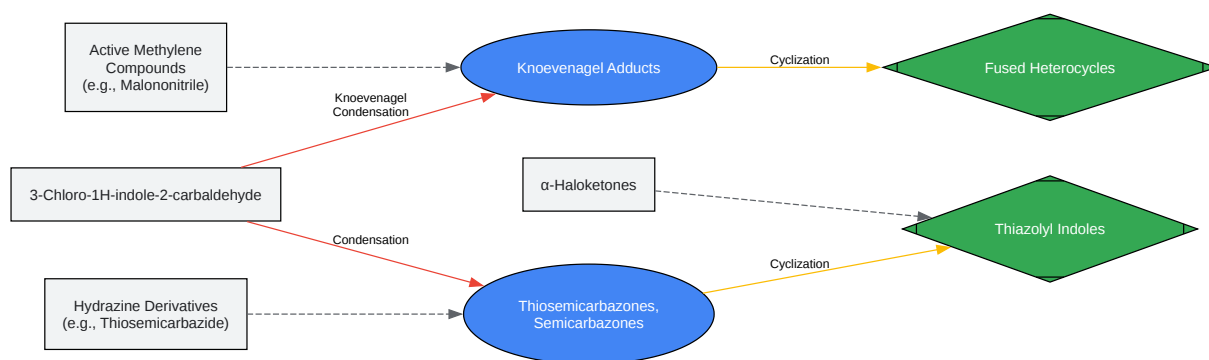 Active Methylene
Compounds
(e.g., Malononitrile)
Knoevenagel Adducts
Cyclization
Fused Heterocycles
Knoevenagel
Condensation
3-Chloro-1H-indole-2-carbaldehyde
α-Haloketones
Thiazolyl Indoles
Condensation
Cyclization
Hydrazine Derivatives
(e.g., Thiosemicarbazide)
Thiosemicarbazones,
Semicarbazones